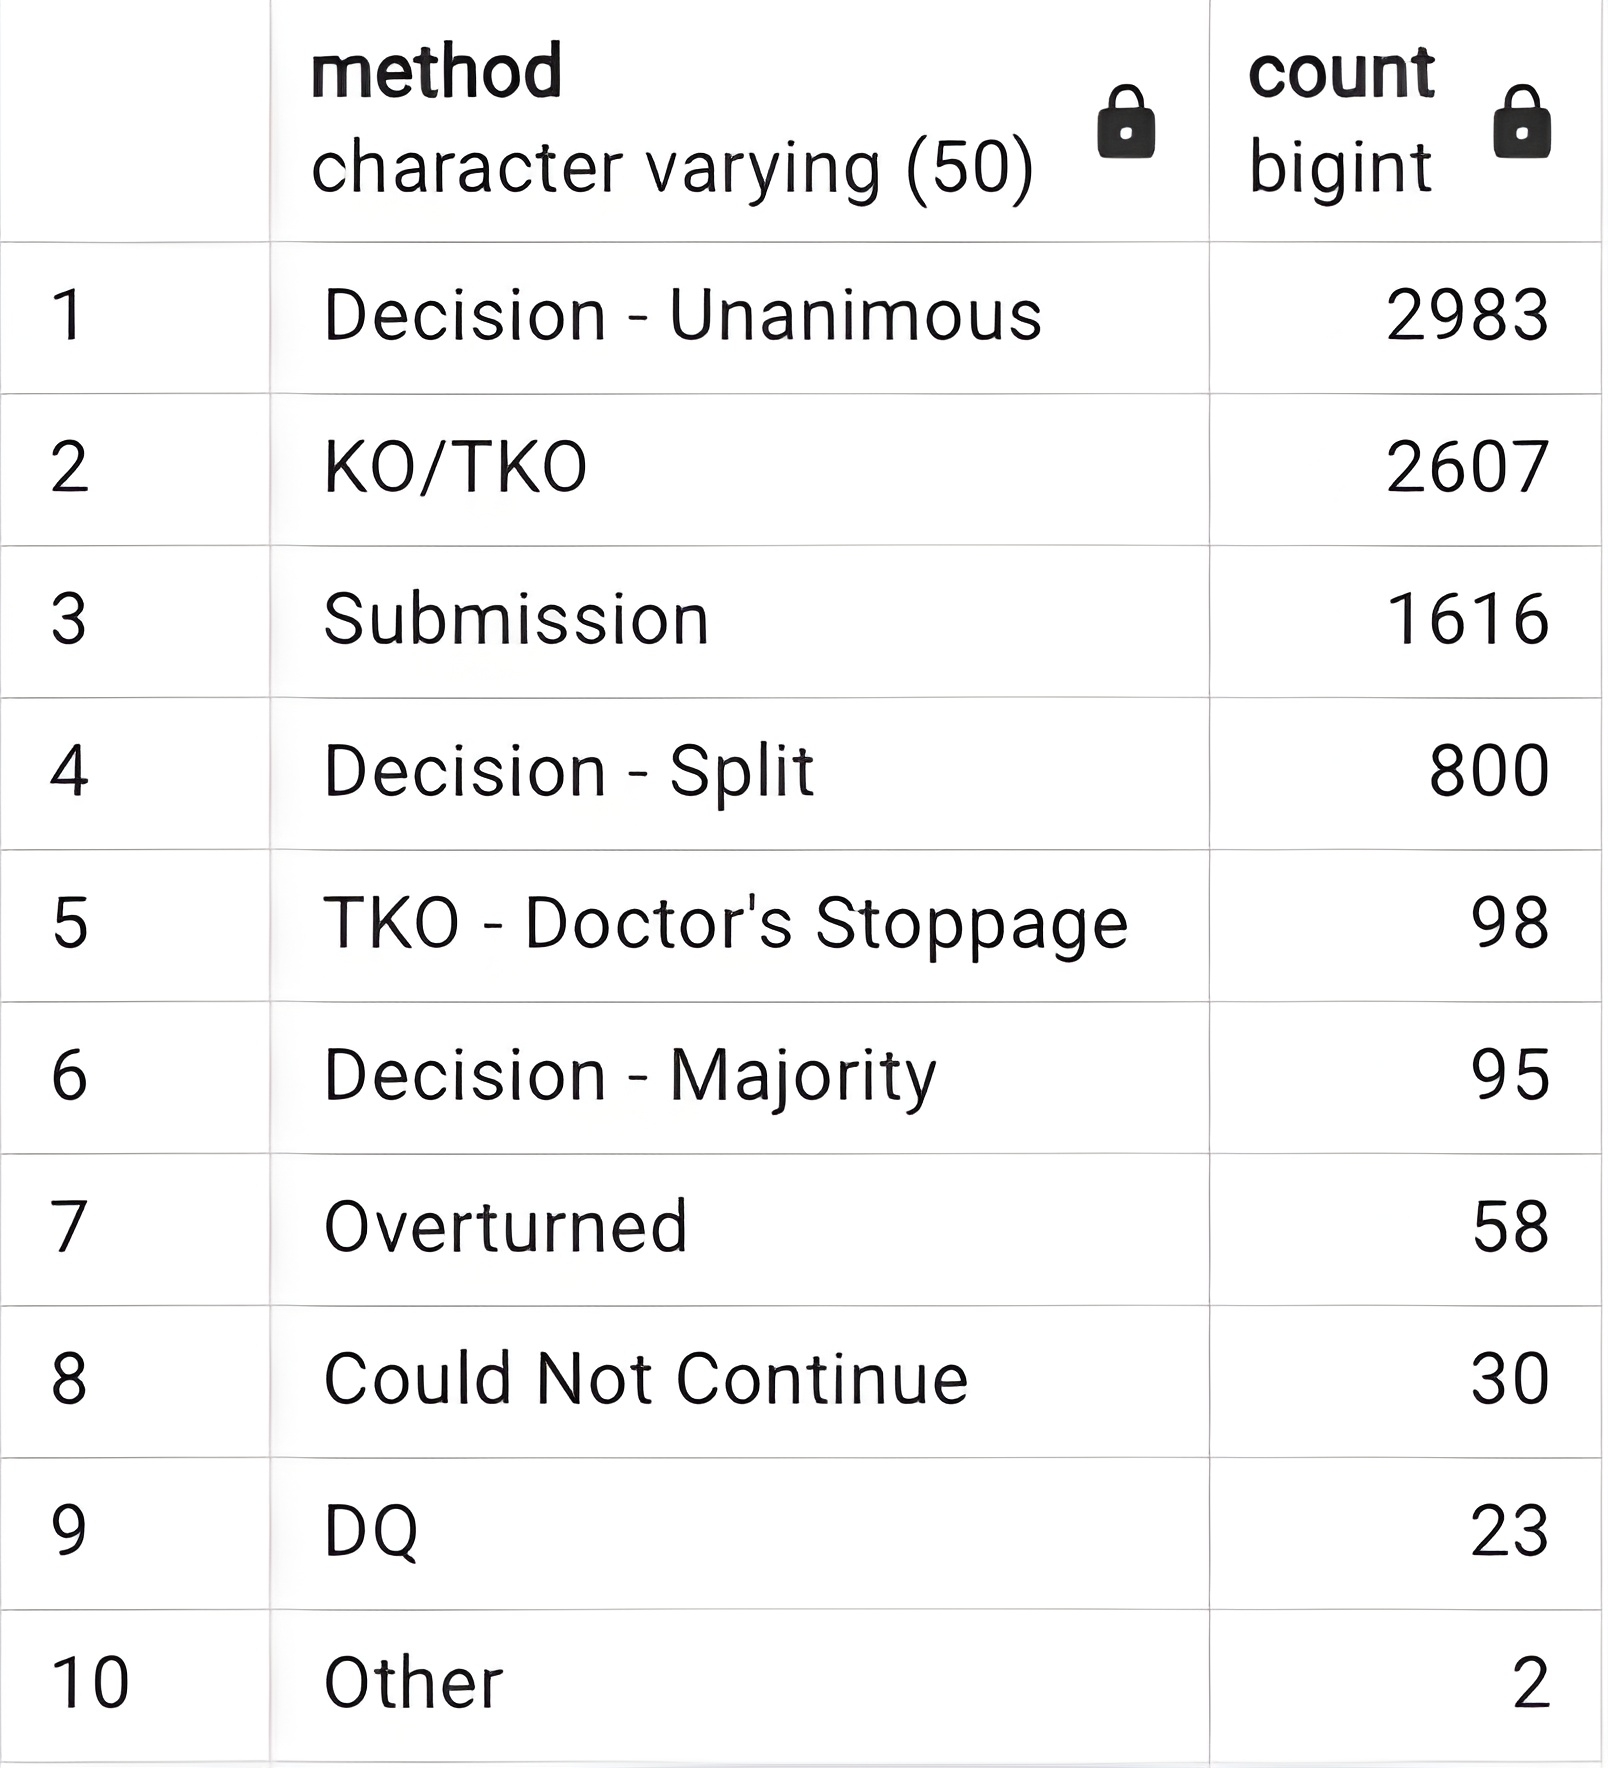 method count
character varying (50) bigint
1 Decision - Unanimous 2983
2 KO/TKO 2607
3 Submission 1616
4 Decision - Split 800
5 TKO - Doctor's Stoppage 98
6 Decision - Majority 95
7 Overturned 58
8 Could Not Continue 30
9 DQ 23
10 Other 2